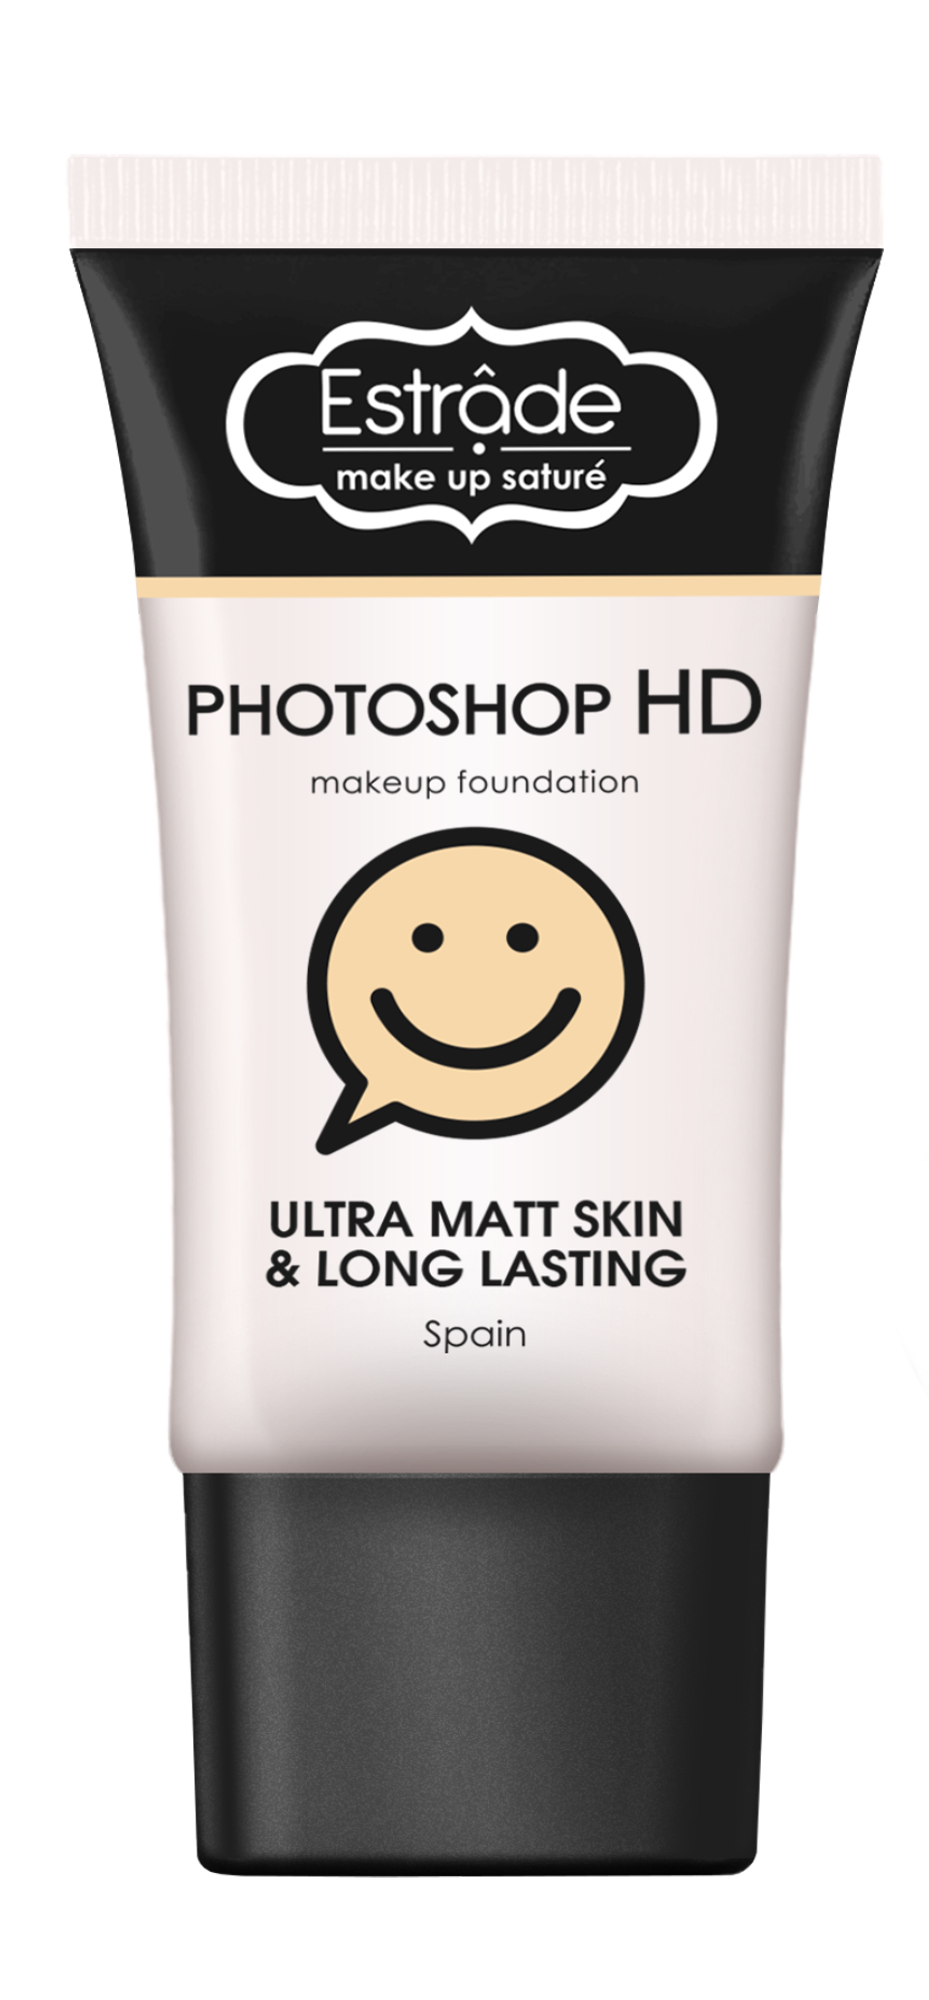 Estrâde
make up saturé
PHOTOSHOP HD
makeup foundation
ULTRA MATT SKIN
& LONG LASTING
Spain